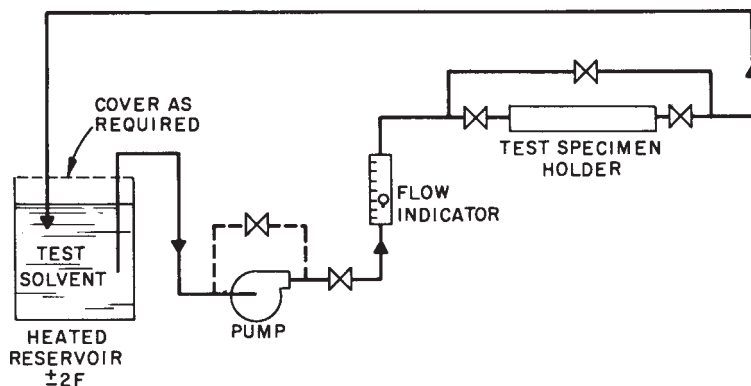 COVER AS
REQUIRED
TEST SPECIMEN
HOLDER
FLOW
INDICATOR
TEST
SOLVENT
PUMP
HEATED
RESERVOIR
±2F